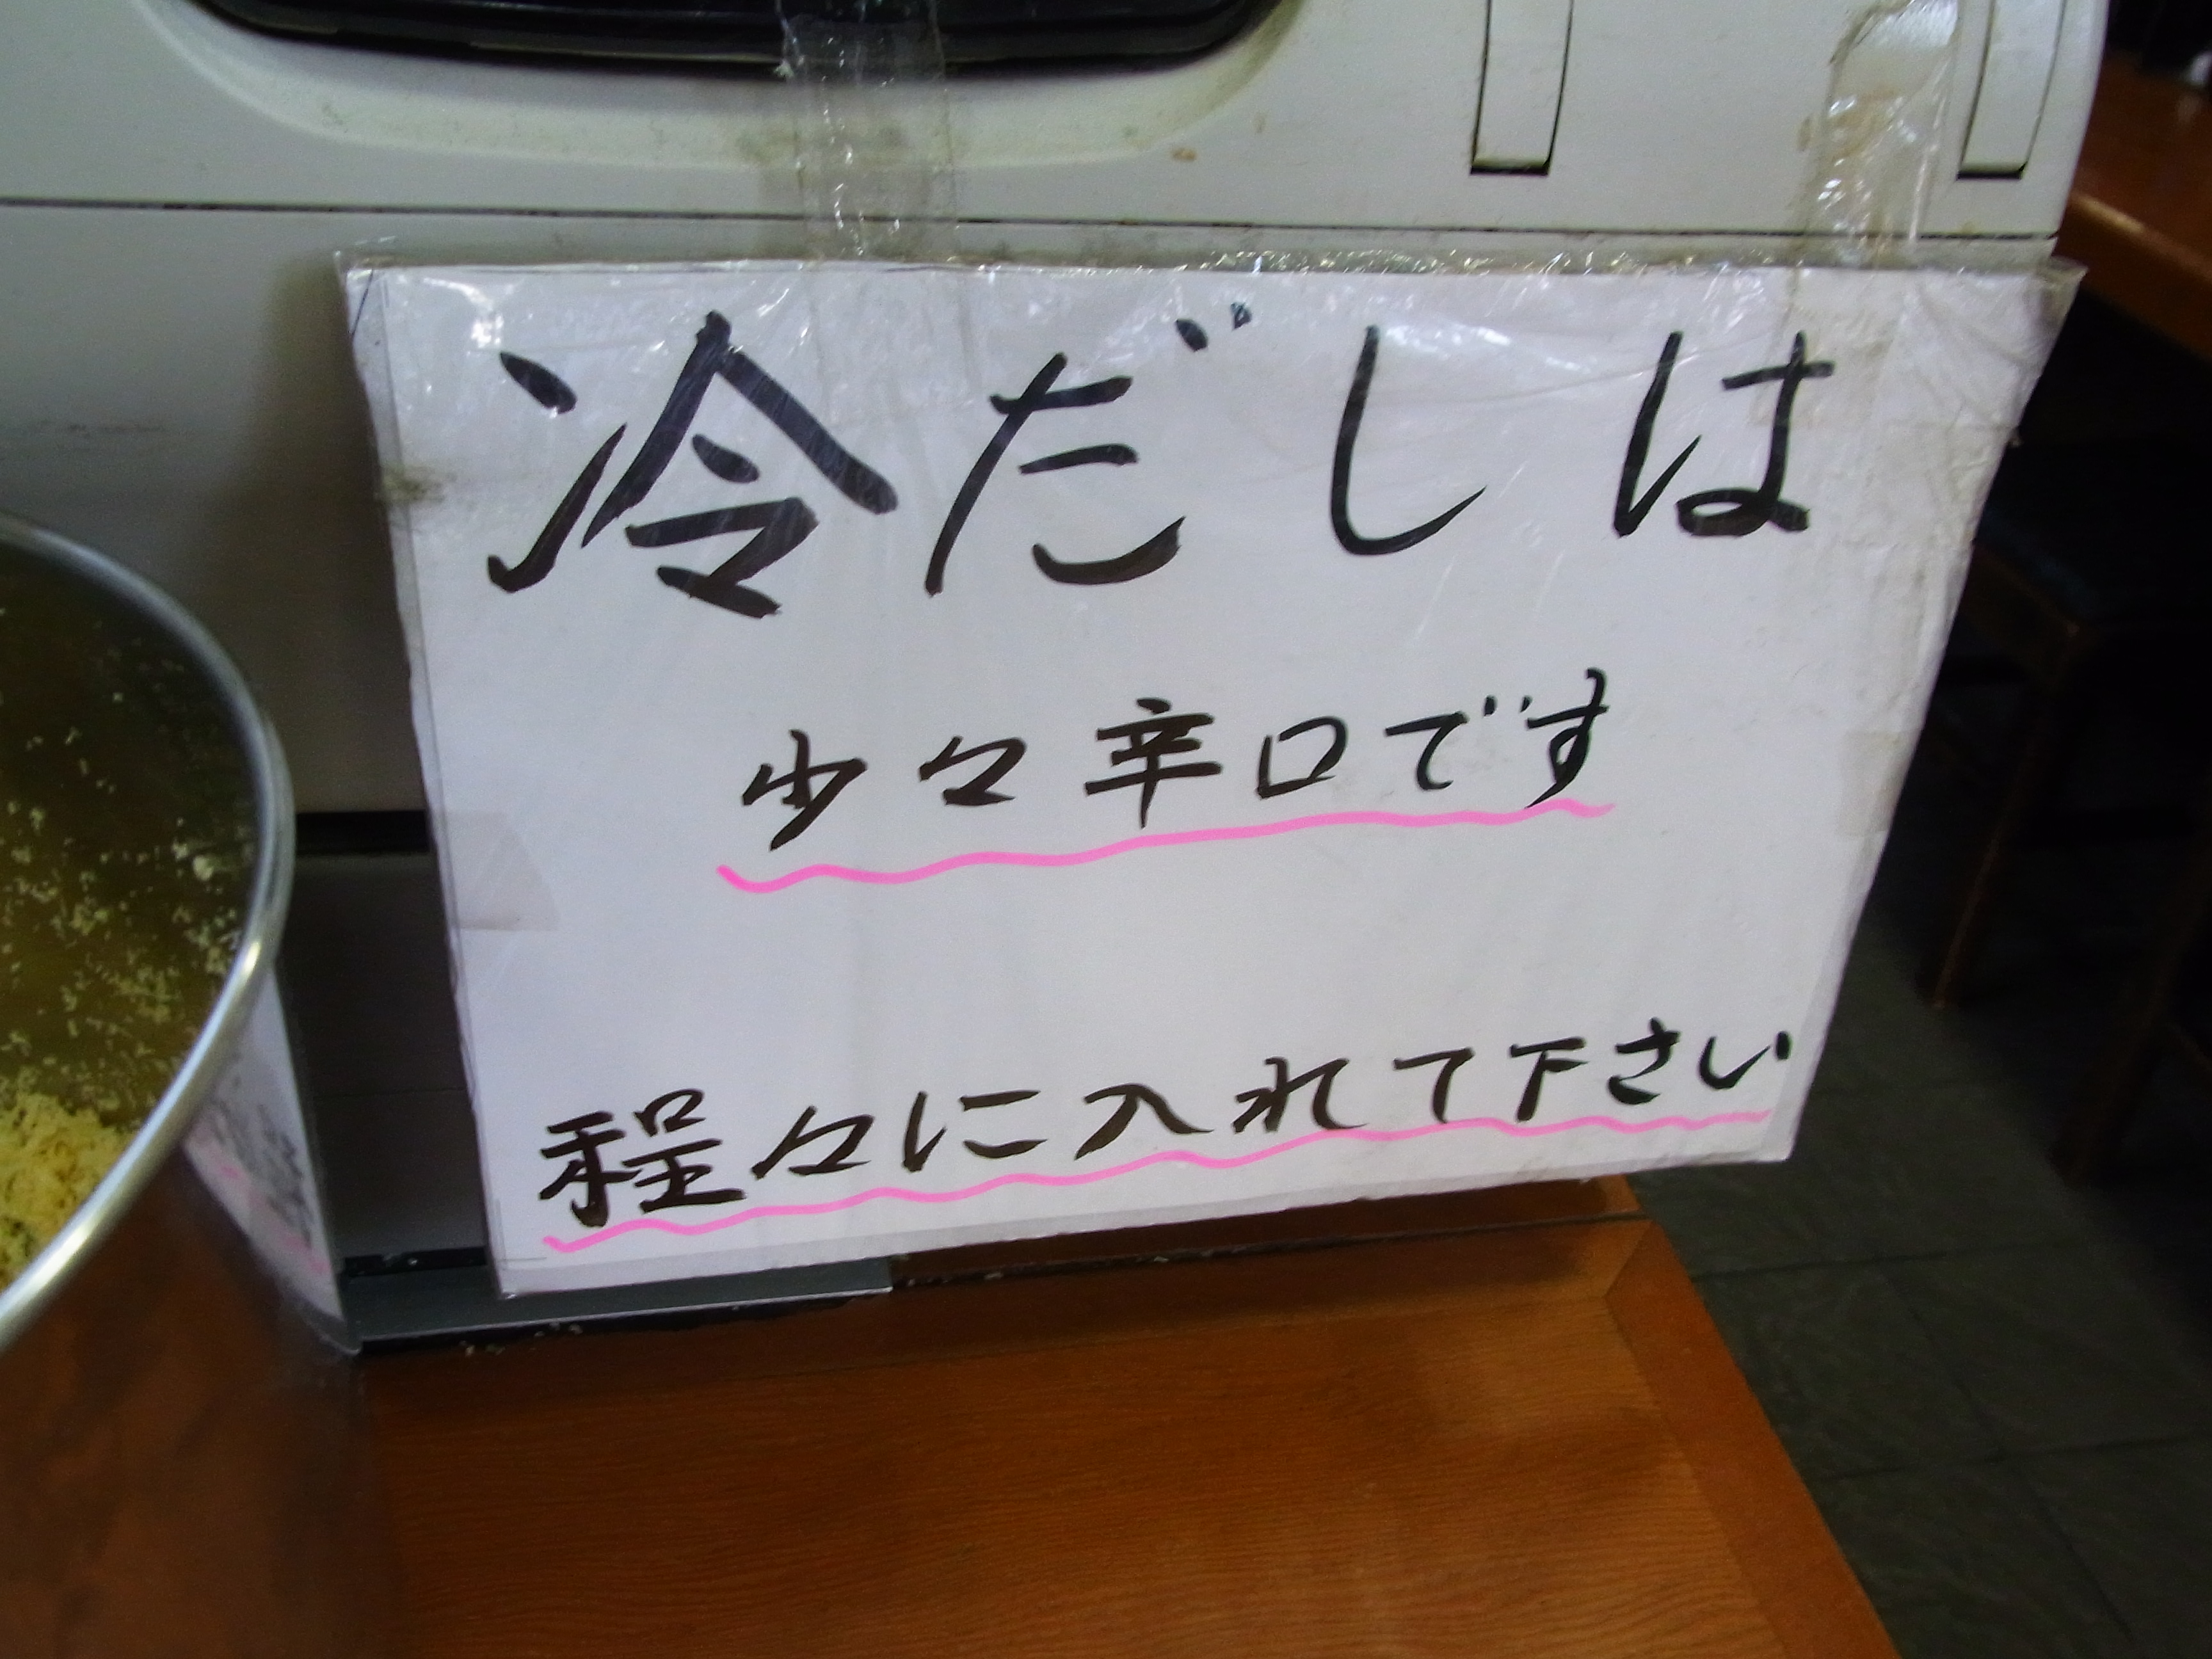 冷だしは
少々辛口です
程々に入れて下さい